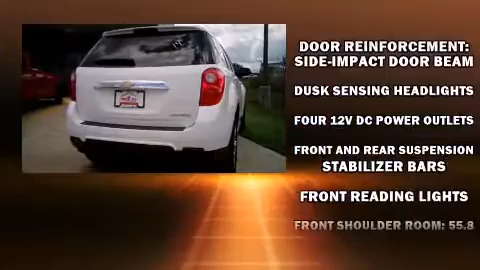 DOOR REINFORCEMENT:
SIDE-IMPACT DOOR BEAM
DUSK SENSING HEADLIGHTS
FOUR 12V DC POWER OUTLETS
FRONT AND REAR SUSPENSION
STABILIZER BARS
FRONT READING LIGHTS
FRONT SHOULDER ROOM: 55.8